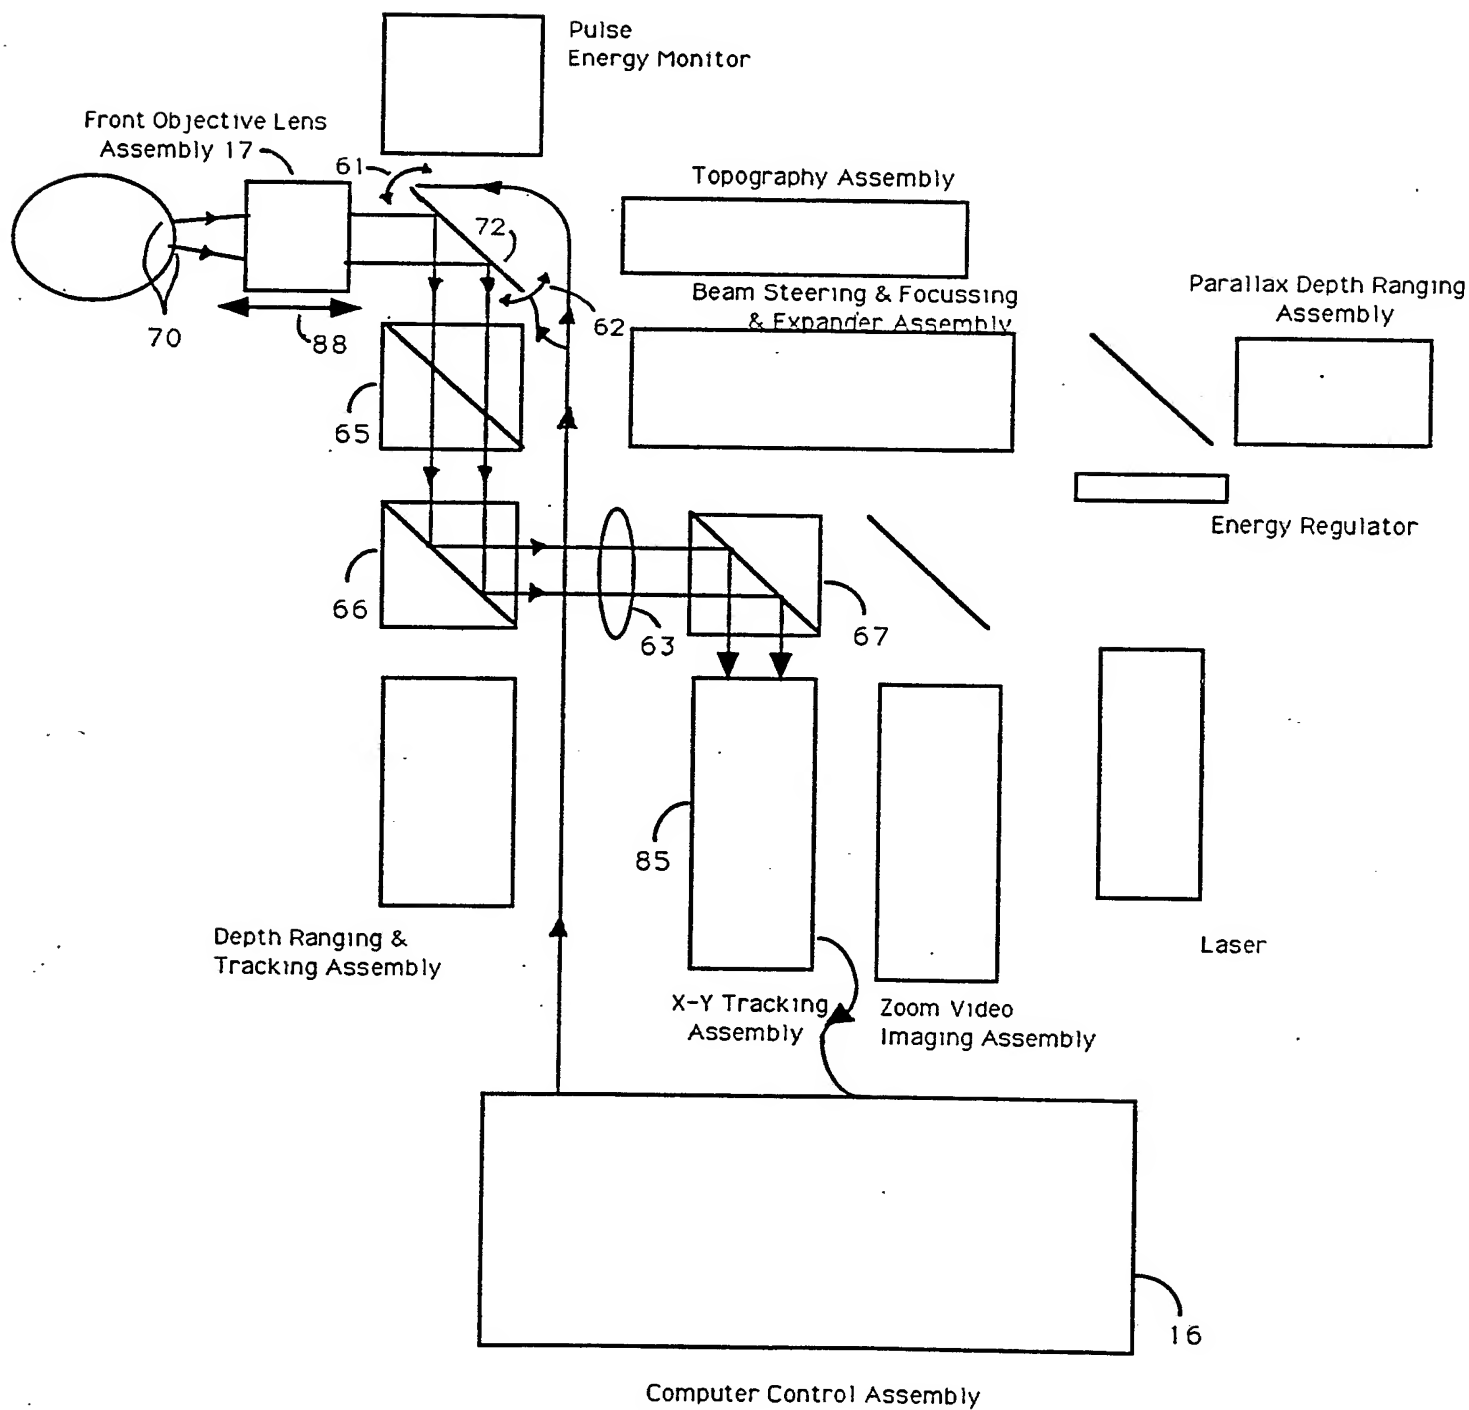 Pulse
Energy Monitor
Front Objective Lens
Assembly 17
61
Topography Assembly
72
Beam Steering & Focussing
& Expander Assembly
Parallax Depth Ranging
Assembly
70
88
62
65
Energy Regulator
66
63
67
85
Depth Ranging &
Tracking Assembly
Laser
X-Y Tracking
Assembly
Zoom Video
Imaging Assembly
16
Computer Control Assembly